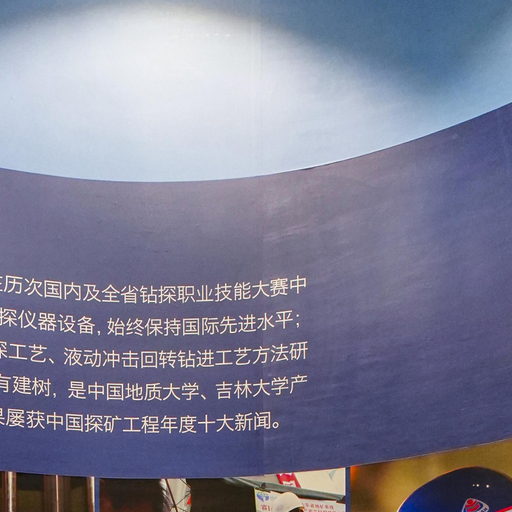 在历次国内及全省钻探职业技能大赛中
探仪器设备，始终保持国际先进水平；
探工艺、液动冲击回转钻进工艺方法研
有建树，是中国地质大学、吉林大学产
果屡获中国探矿工程年度十大新闻。